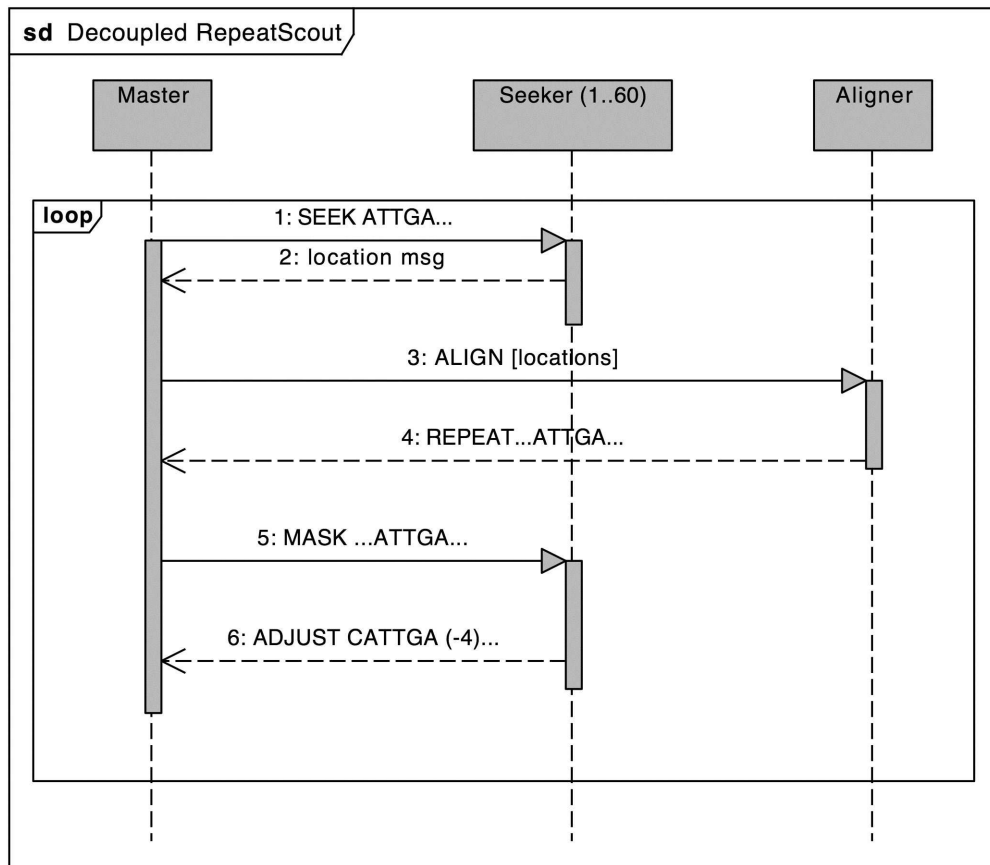 sd Decoupled RepeatScout
Master
Seeker (1..60)
Aligner
loop
1: SEEK ATTGA...
2: location msg
3: ALIGN [locations]
4: REPEAT...ATTGA...
5: MASK ...ATTGA...
6: ADJUST CATTGA (-4)...